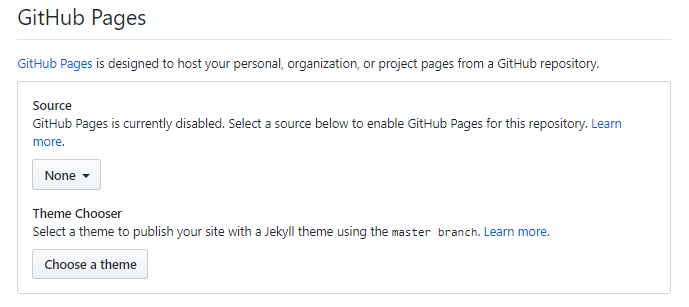 GitHub Pages
GitHub Pages is designed to host your personal, organization, or project pages from a GitHub repository.
Source
GitHub Pages is currently disabled. Select a source below to enable GitHub Pages for this repository. Learn
more.
None
Theme Chooser
Select a theme to publish your site with a Jekyll theme using the master branch. Learn more.
Choose a theme